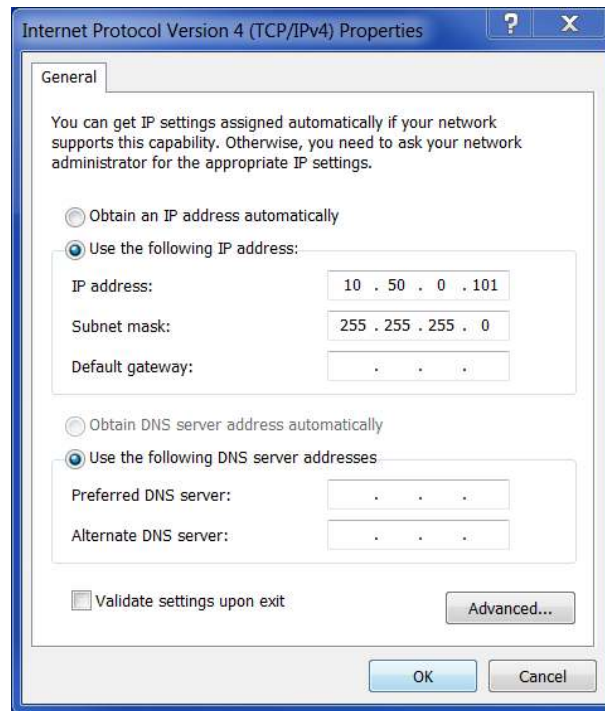 Internet Protocol Version 4 (TCP/IPv4) Properties
General
You can get IP settings assigned automatically if your network
supports this capability. Otherwise, you need to ask your network
administrator for the appropriate IP settings.
Obtain an IP address automatically
Use the following IP address:
IP address: 10 . 50 . 0 . 101
Subnet mask: 255 . 255 . 255 . 0
Default gateway: . . .
Obtain DNS server address automatically
Use the following DNS server addresses
Preferred DNS server: . . .
Alternate DNS server: . . .
Validate settings upon exit
Advanced...
OK Cancel